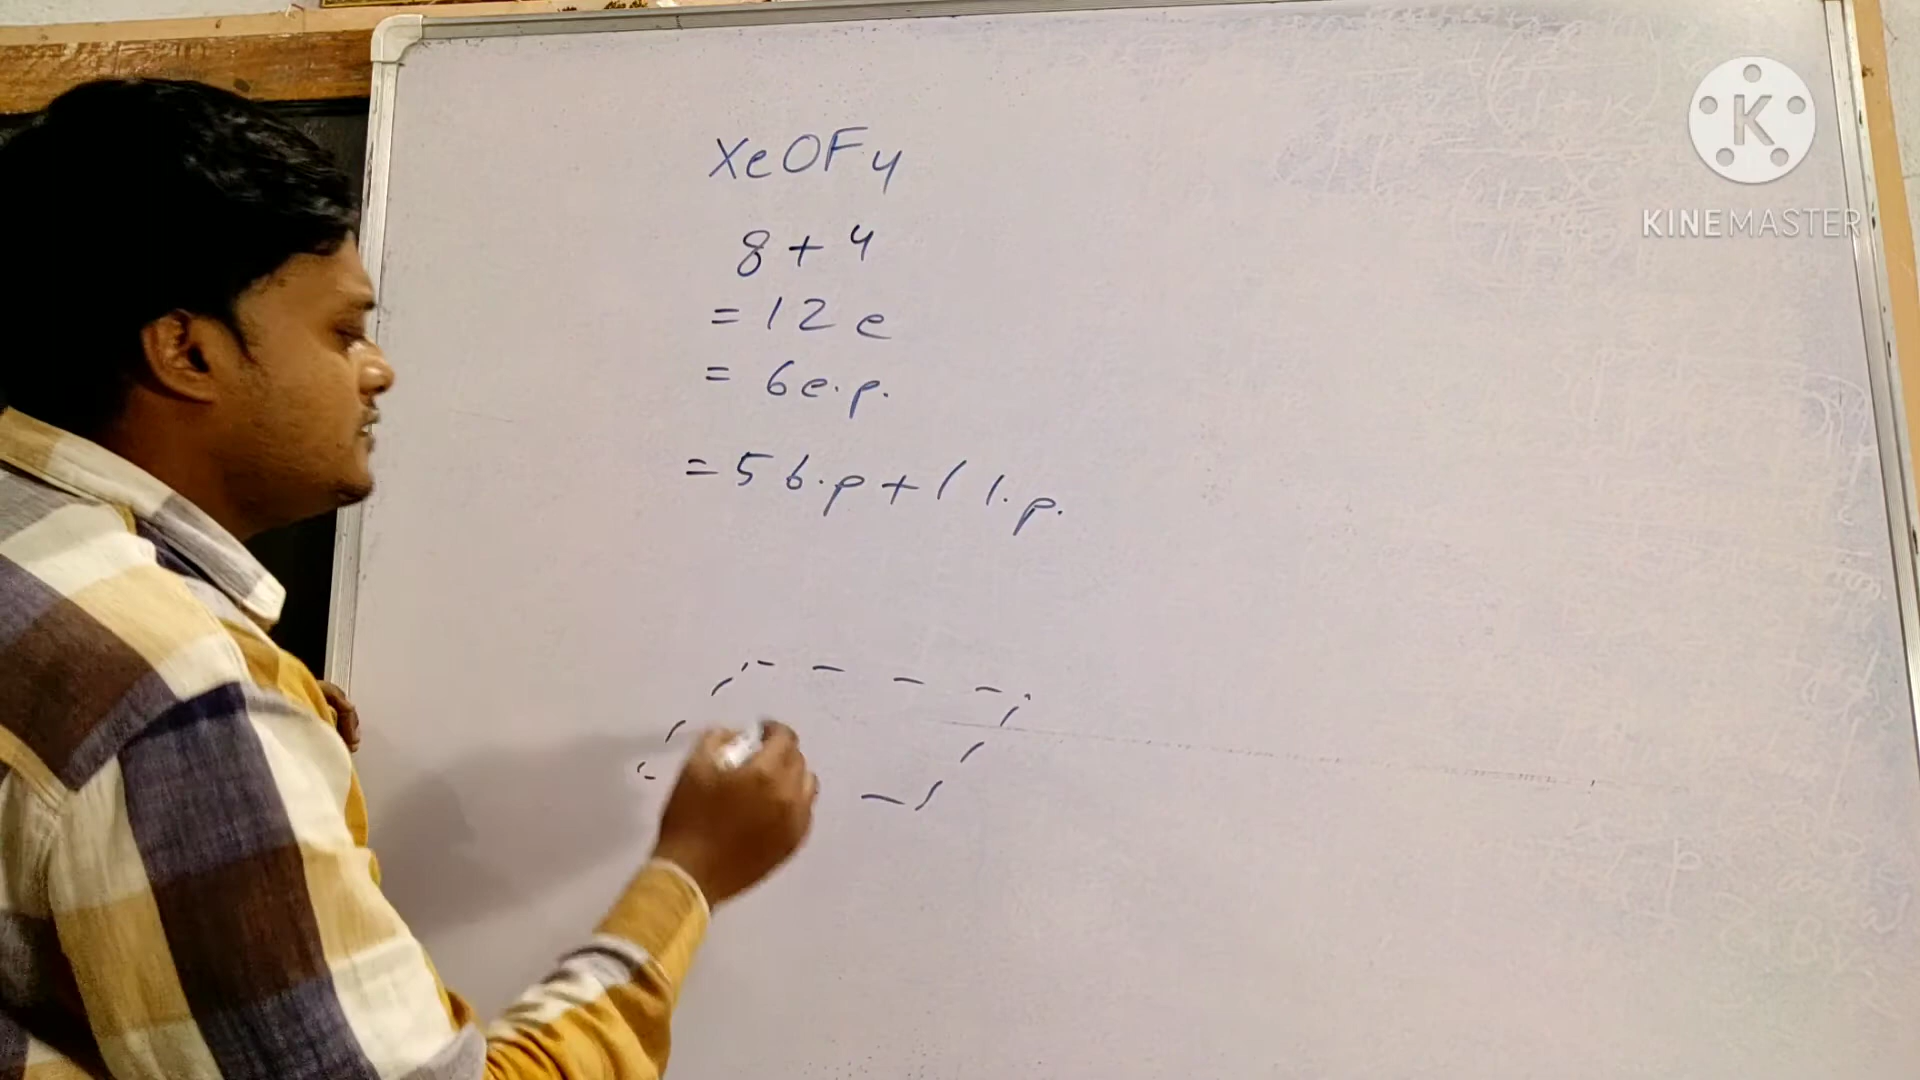 XeOF4
8 + 4
= 12 e
= 6 e.p.
= 5 b.p + 1 l.p.
K
KINEMASTER